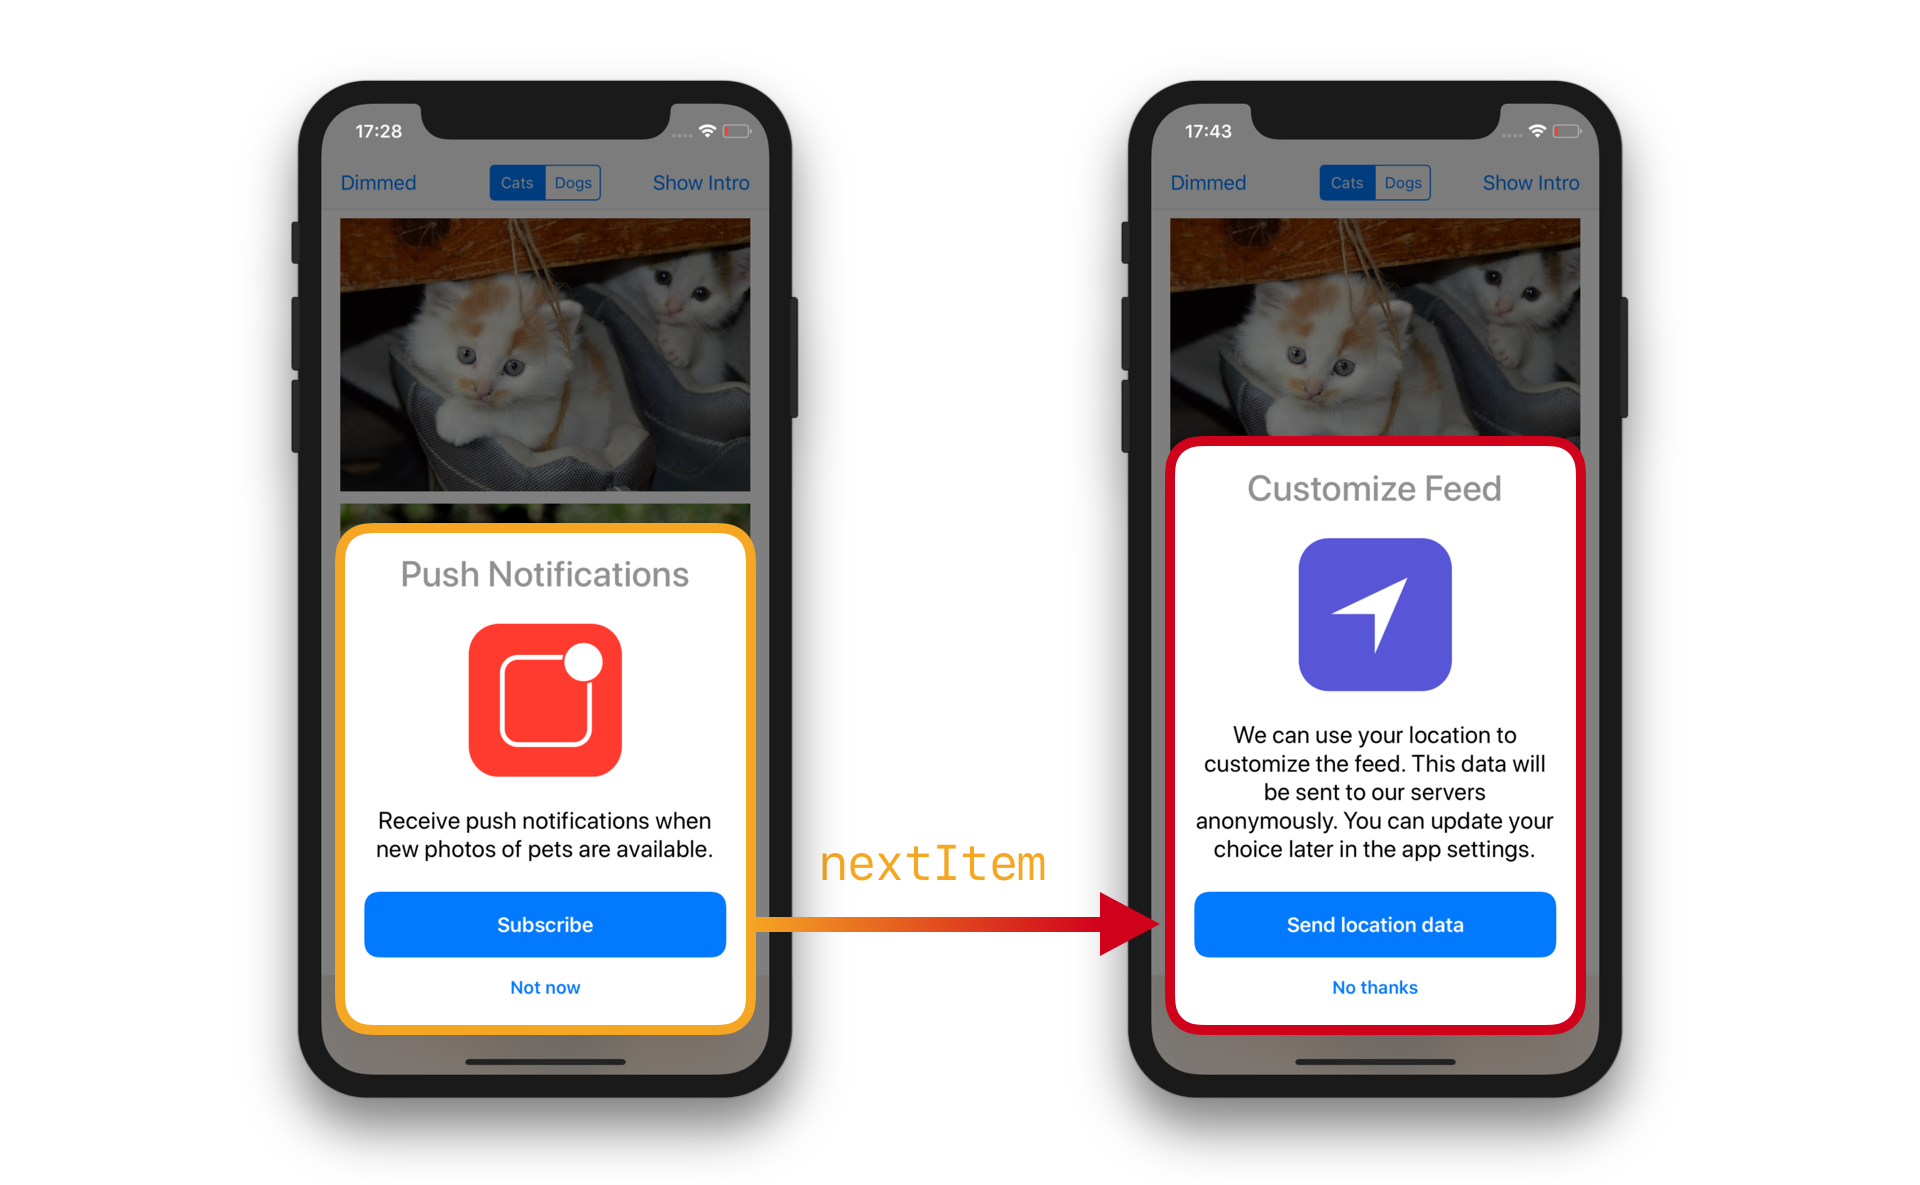 17:28
Dimmed
Cats
Dogs
Show Intro
Push Notifications
Receive push notifications when
new photos of pets are available.
Subscribe
Not now
nextItem
17:43
Dimmed
Cats
Dogs
Show Intro
Customize Feed
We can use your location to
customize the feed. This data will
be sent to our servers
anonymously. You can update your
choice later in the app settings.
Send location data
No thanks